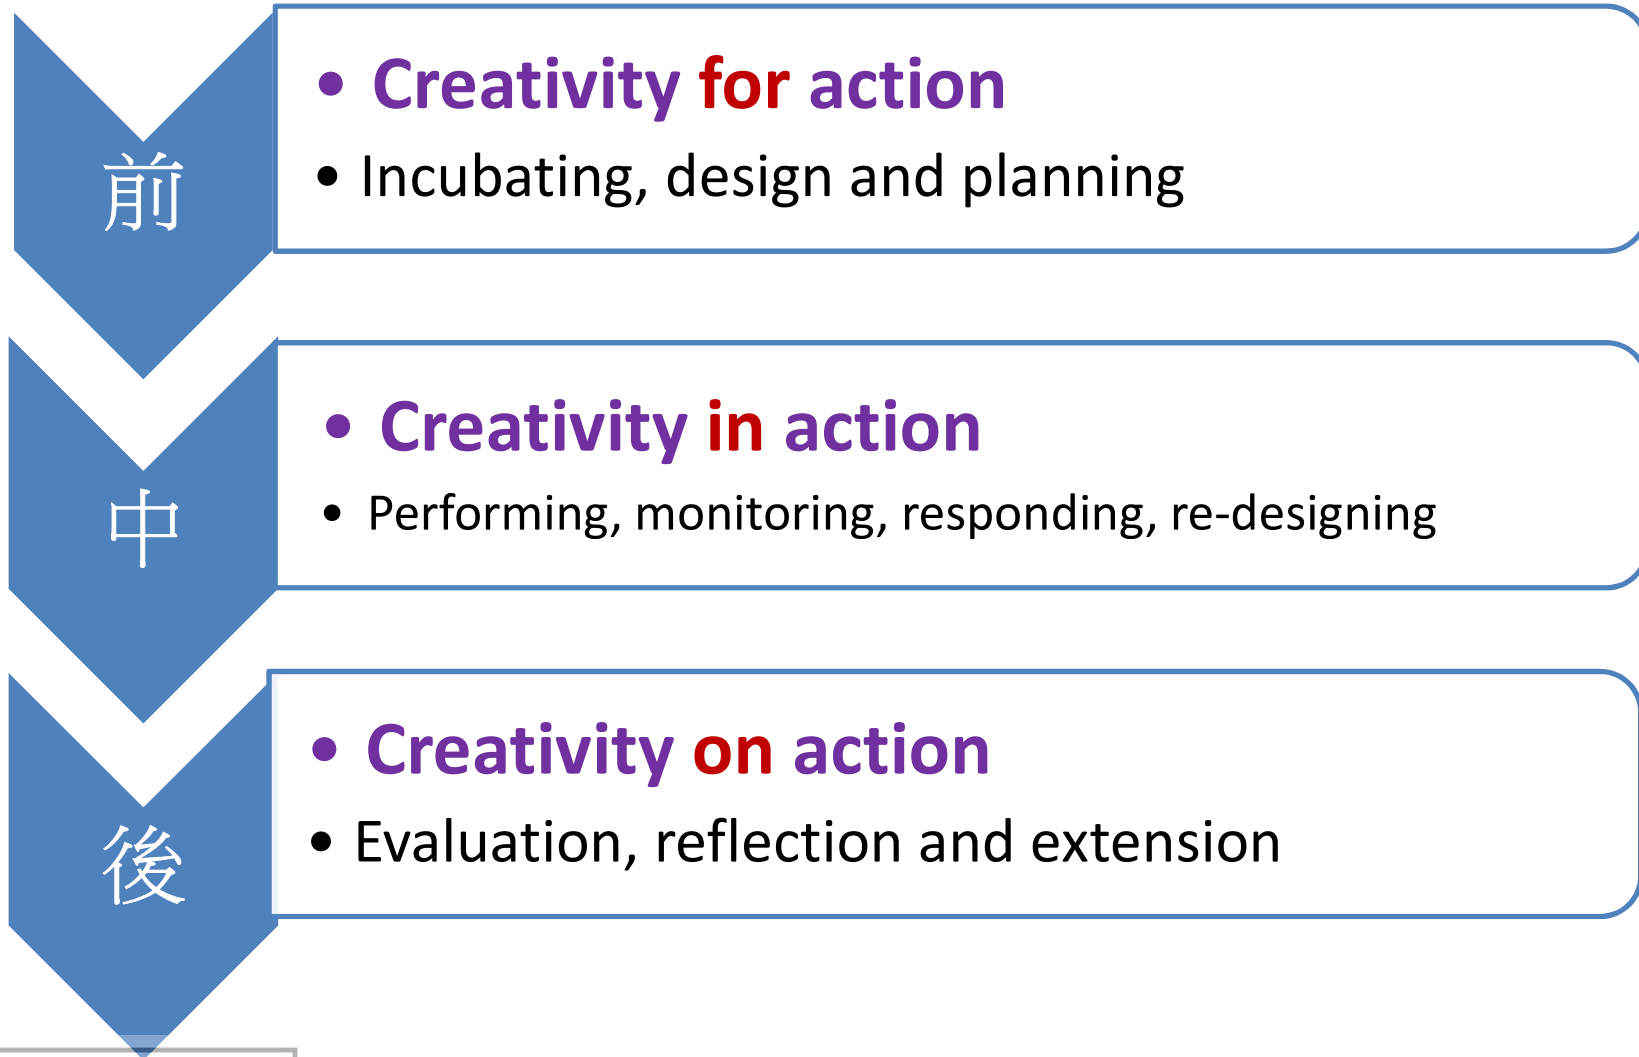 前
• Creativity for action
• Incubating, design and planning
中
• Creativity in action
• Performing, monitoring, responding, re-designing
後
• Creativity on action
• Evaluation, reflection and extension